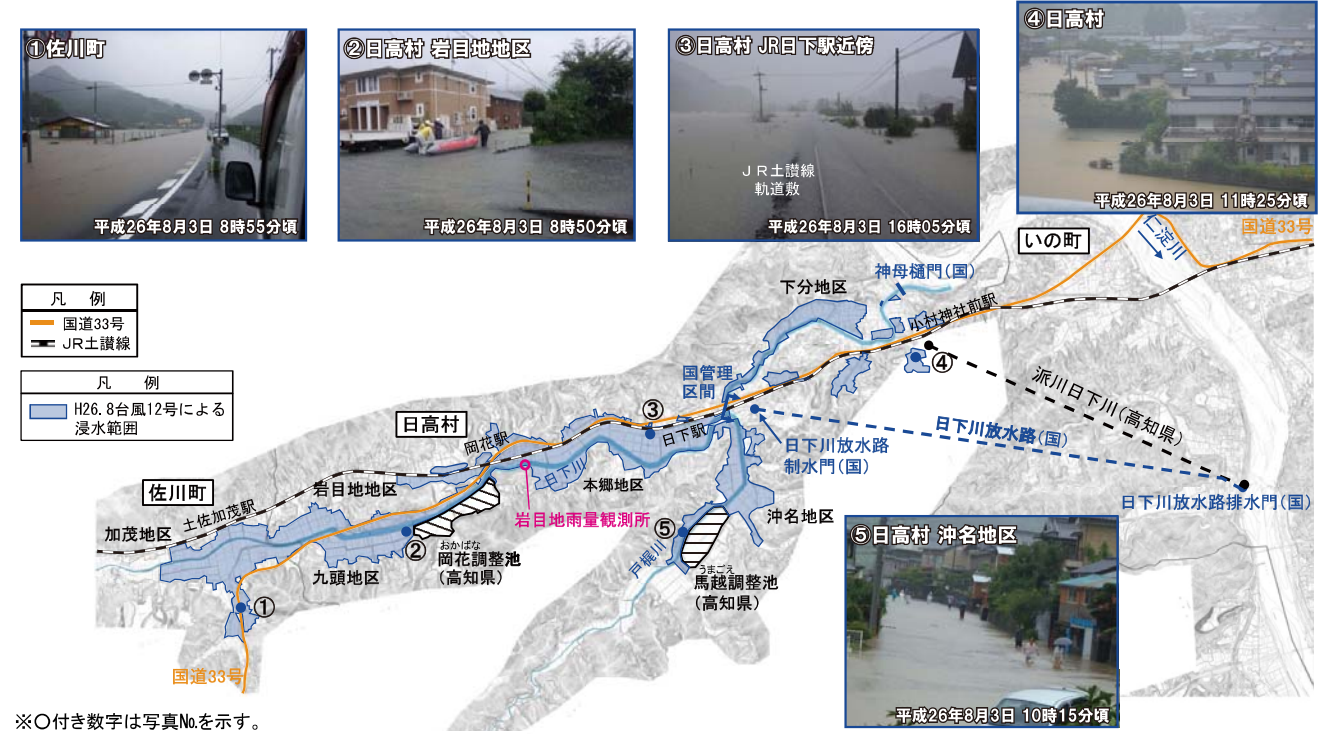 ①佐川町
平成26年8月3日 8時55分頃
②日高村 岩目地地区
平成26年8月3日 8時50分頃
③日高村 JR日下駅近傍
JR土讃線
軌道敷
平成26年8月3日 16時05分頃
④日高村
平成26年8月3日 11時25分頃
凡 例
国道33号
JR土讃線
凡 例
H26.8台風12号による
浸水範囲
いの町
仁淀川
国道33号
神母樋門(国)
下分地区
小村神社前駅
④
国管理
区間
派川日下川(高知県)
日下川放水路(国)
日下川放水路
制水門(国)
日下川放水路排水門(国)
日高村
③
岡花駅
日下駅
日下川
本郷地区
岩目地地区
岩目地雨量観測所
佐川町
土佐加茂駅
加茂地区
九頭地区
②
おかばな
岡花調整池
(高知県)
①
国道33号
⑤
戸梶川
うまごえ
馬越調整池
(高知県)
沖名地区
⑤日高村 沖名地区
平成26年8月3日 10時15分頃
※○付き数字は写真№を示す。